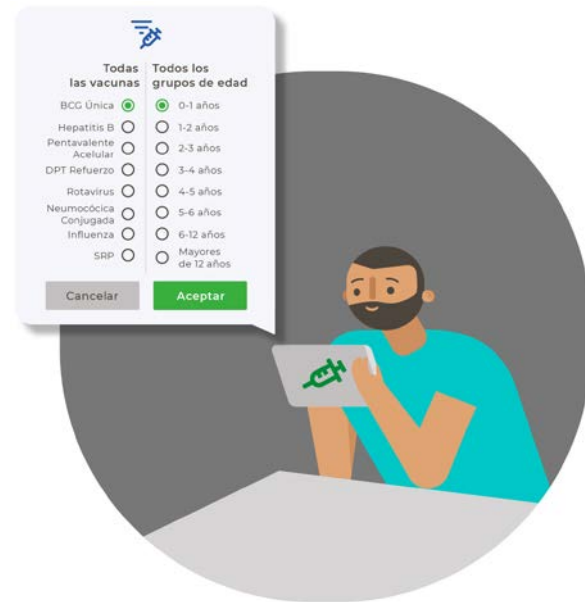 Todas
las vacunas
BCG Única
Hepatitis B
Pentavalente
Acelular
DPT Refuerzo
Rotavirus
Neumocócica
Conjugada
Influenza
SRP
Todos los
grupos de edad
0-1 años
1-2 años
2-3 años
3-4 años
4-5 años
5-6 años
6-12 años
Mayores
de 12 años
Cancelar
Aceptar